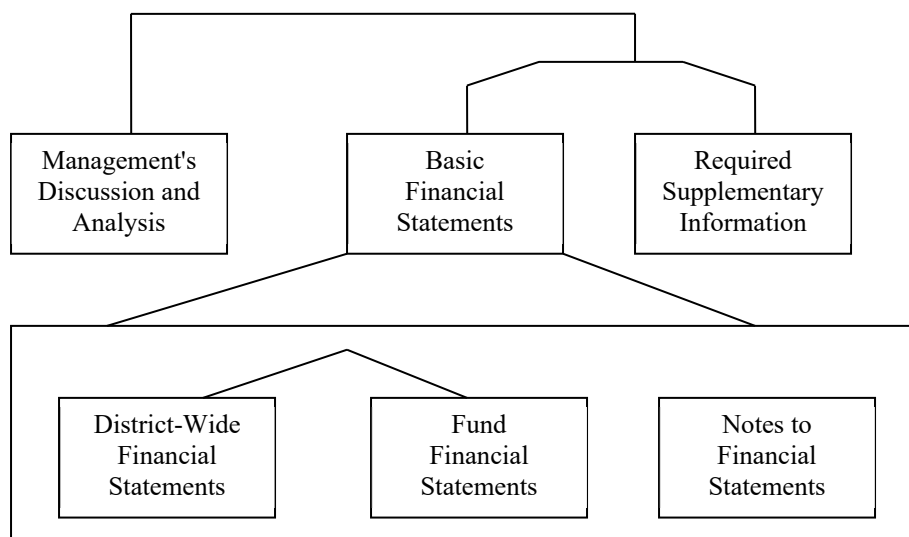 Management's
Discussion and
Analysis
Basic
Financial
Statements
Required
Supplementary
Information
District-Wide
Financial
Statements
Fund
Financial
Statements
Notes to
Financial
Statements